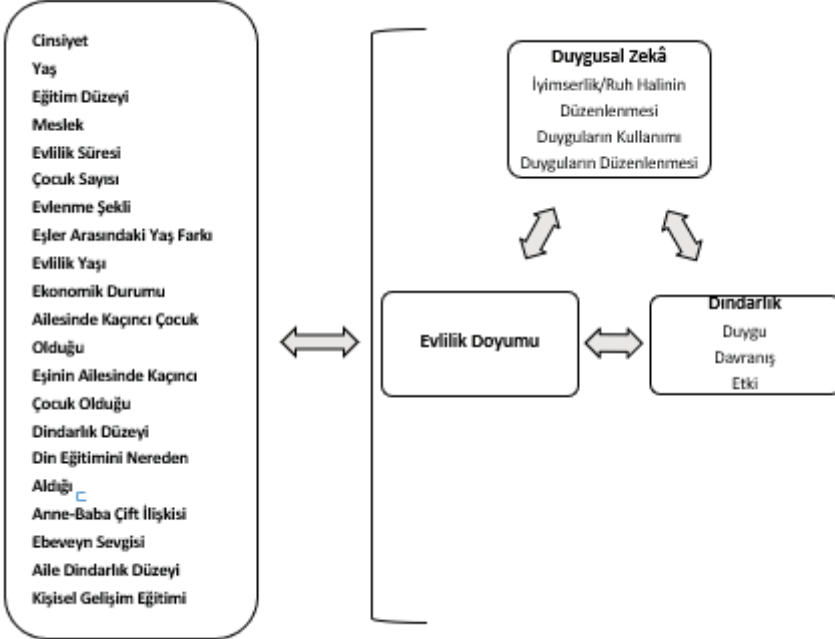 Cinsiyet
Yaş
Eğitim Düzeyi
Meslek
Evlilik Süresi
Çocuk Sayısı
Evlenme Şekli
Eşler Arasındaki Yaş Farkı
Evlilik Yaşı
Ekonomik Durumu
Ailesinde Kaçıncı Çocuk
Olduğu
Eşinin Ailesinde Kaçıncı
Çocuk Olduğu
Dindarlık Düzeyi
Din Eğitimini Nereden
Aldığı
Anne-Baba Çift İlişkisi
Ebeveyn Sevgisi
Aile Dindarlık Düzeyi
Kişisel Gelişim Eğitimi
Duygusal Zekâ
İyimserlik/Ruh Halinin
Düzenlenmesi
Duyguların Kullanımı
Duyguların Düzenlenmesi
Evlilik Doyumu
Dindarlık
Duygu
Davranış
Etki